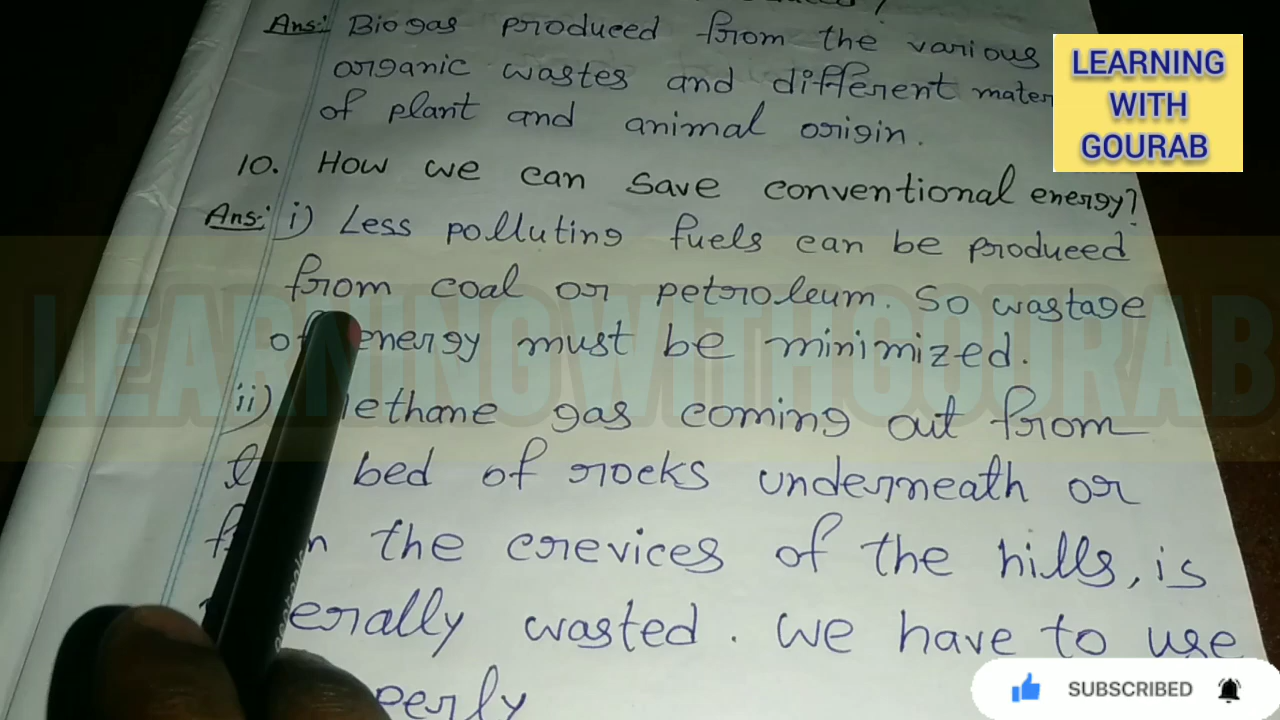 Ans: Biogas produced from the various
organic wastes and different mater
of plant and animal origin.
10. How we can save conventional energy?
Ans: i) Less polluting fuels can be produced
from coal or petroleum. So wastage
of energy must be minimized.
ii) ethane gas coming out from
bed of rocks underneath or
the crevices of the hills, is
erally wasted. We have to use
perly
LEARNING
WITH
GOURAB
LEARNINGWITHGOURAB
SUBSCRIBED